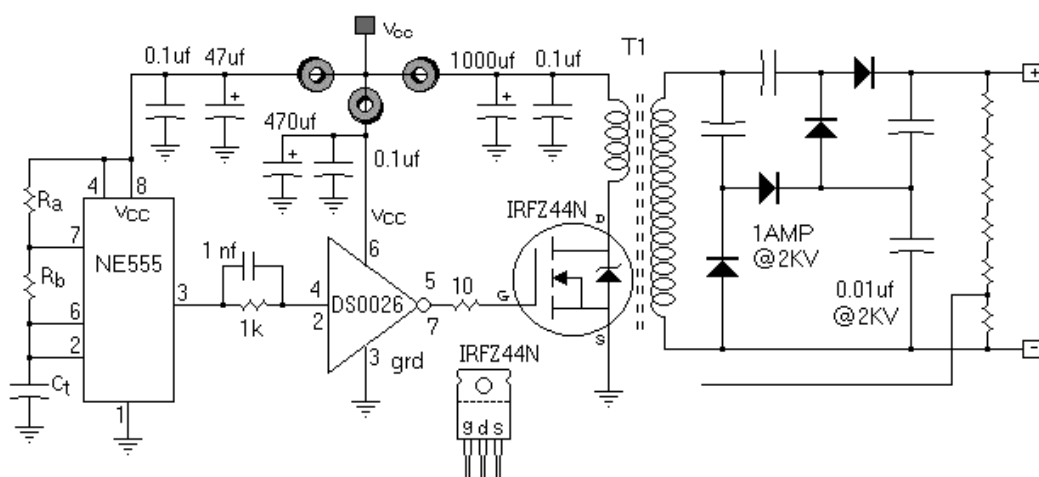 Vcc
T1
0.1uf
47uf
1000uf
0.1uf
+
+
+
470uf
+
0.1uf
4
8
Vcc
Ra
7
NE555
Rb
6
2
Ct
1
3
1 nf
1k
Vcc
6
4
2
DS0026
5
7
3
grd
10
IRFZ44N
D
G
S
IRFZ44N
g d s
1AMP
@2KV
0.01uf
@2KV
−